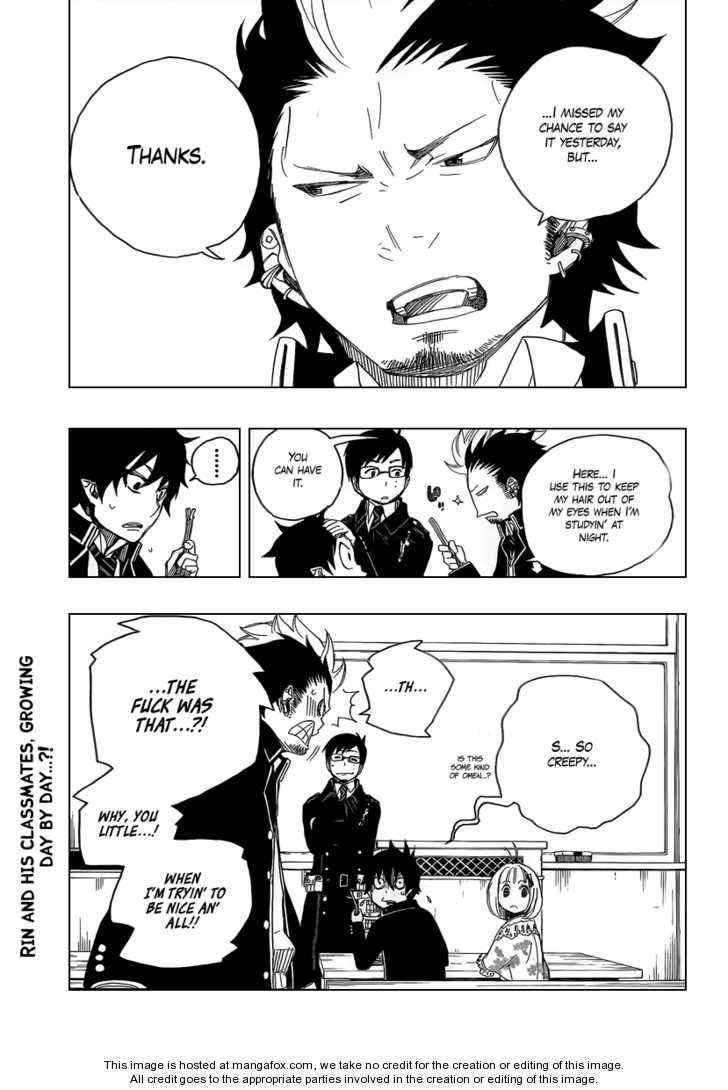 ...I MISSED MY
CHANCE TO SAY
IT YESTERDAY,
BUT...
THANKS.
HERE... I
USE THIS TO KEEP
MY HAIR OUT OF
MY EYES WHEN I'M
STUDYIN' AT
NIGHT.
YOU
CAN HAVE
IT.
......
S... SO
CREEPY...
IS THIS
SOME KIND
OF OMEN...?
...TH...
...THE
FUCK WAS
THAT...?!
WHY, YOU
LITTLE...!
WHEN
I'M TRYIN' TO
BE NICE AN'
ALL!!
RIN AND HIS CLASSMATES, GROWING
DAY BY DAY...?!
This image is hosted at mangafox.com, we take no credit for the creation or editing of this image.
All credit goes to the appropriate parties involved in the creation or editing of this image.